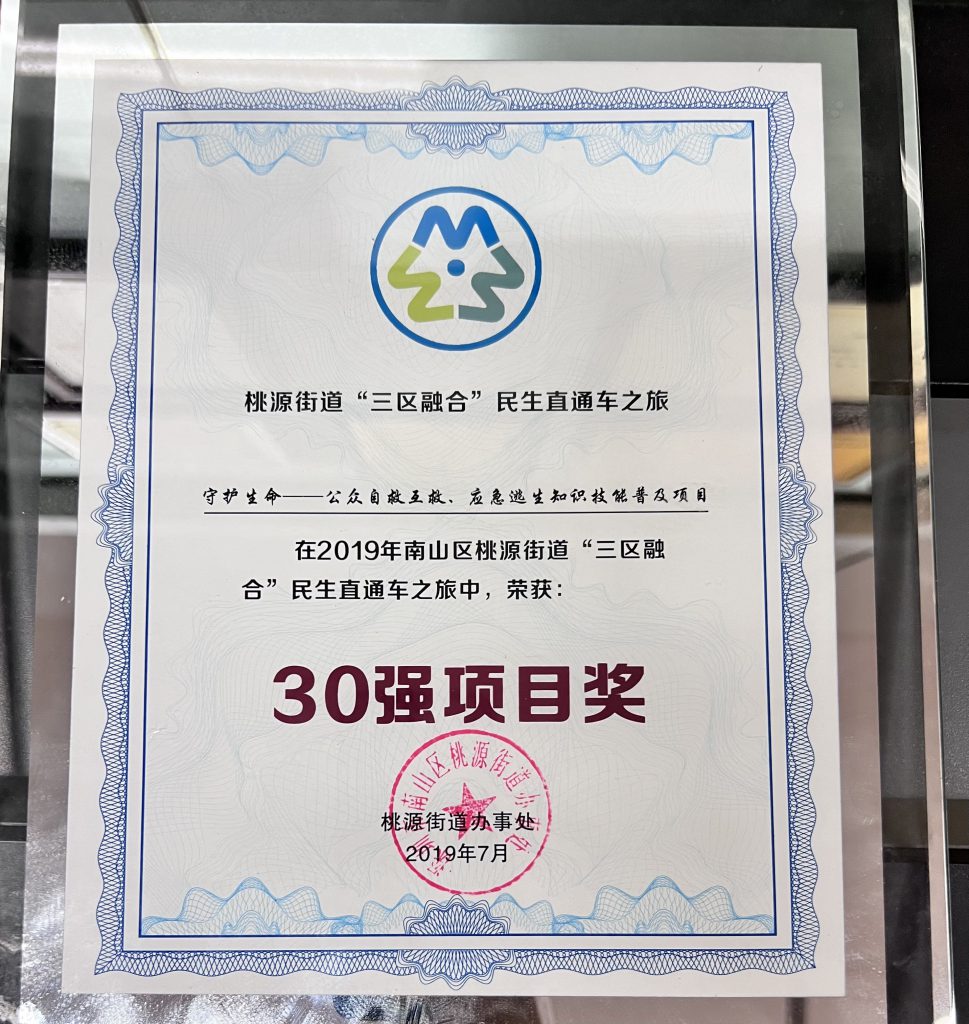 桃源街道“三区融合”民生直通车之旅
守护生命——公众自救互救、应急逃生知识技能普及项目
在2019年南山区桃源街道“三区融
合”民生直通车之旅中，荣获：
30强项目奖
深圳市南山区桃源街道办事处
桃源街道办事处
2019年7月